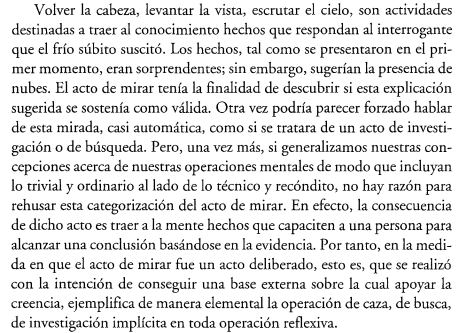 Volver la cabeza, levantar la vista, escrutar el cielo, son actividades
destinadas a traer al conocimiento hechos que respondan al interrogante
que el frío súbito suscitó. Los hechos, tal como se presentaron en el pri-
mer momento, eran sorprendentes; sin embargo, sugerían la presencia de
nubes. El acto de mirar tenía la finalidad de descubrir si esta explicación
sugerida se sostenía como válida. Otra vez podría parecer forzado hablar
de esta mirada, casi automática, como si se tratara de un acto de investi-
gación o de búsqueda. Pero, una vez más, si generalizamos nuestras con-
cepciones acerca de nuestras operaciones mentales de modo que incluyan
lo trivial y ordinario al lado de lo técnico y recóndito, no hay razón para
rehusar esta categorización del acto de mirar. En efecto, la consecuencia
de dicho acto es traer a la mente hechos que capaciten a una persona para
alcanzar una conclusión basándose en la evidencia. Por tanto, en la medi-
da en que el acto de mirar fue un acto deliberado, esto es, que se realizó
con la intención de conseguir una base externa sobre la cual apoyar la
creencia, ejemplifica de manera elemental la operación de caza, de busca,
de investigación implícita en toda operación reflexiva.